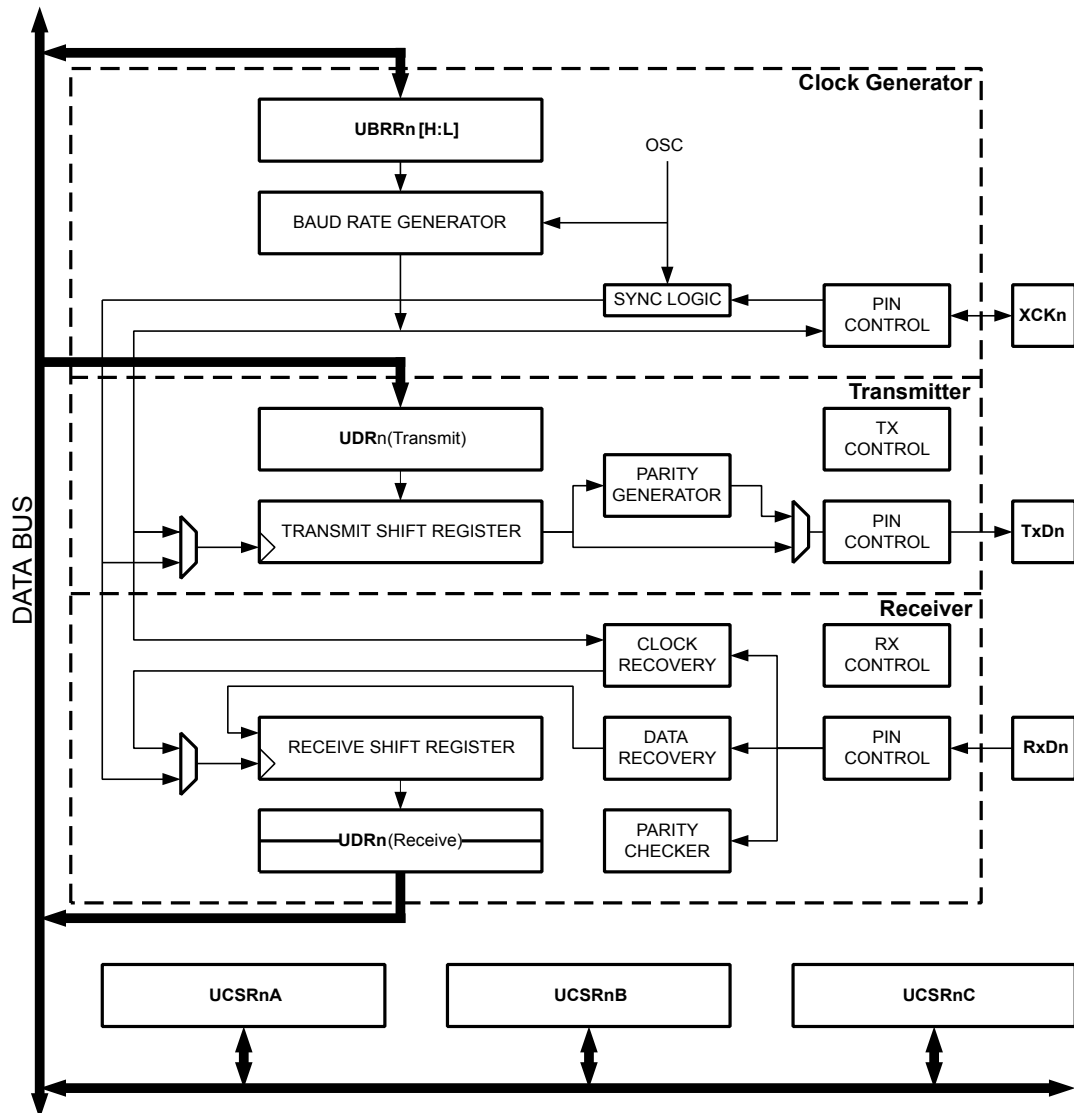 Clock Generator
UBRRn [H:L]
OSC
BAUD RATE GENERATOR
SYNC LOGIC
PIN
CONTROL
XCKn
Transmitter
UDRn(Transmit)
TX
CONTROL
PARITY
GENERATOR
TRANSMIT SHIFT REGISTER
PIN
CONTROL
TxDn
DATA BUS
Receiver
CLOCK
RECOVERY
RX
CONTROL
RECEIVE SHIFT REGISTER
DATA
RECOVERY
PIN
CONTROL
RxDn
UDRn(Receive)
PARITY
CHECKER
UCSRnA
UCSRnB
UCSRnC